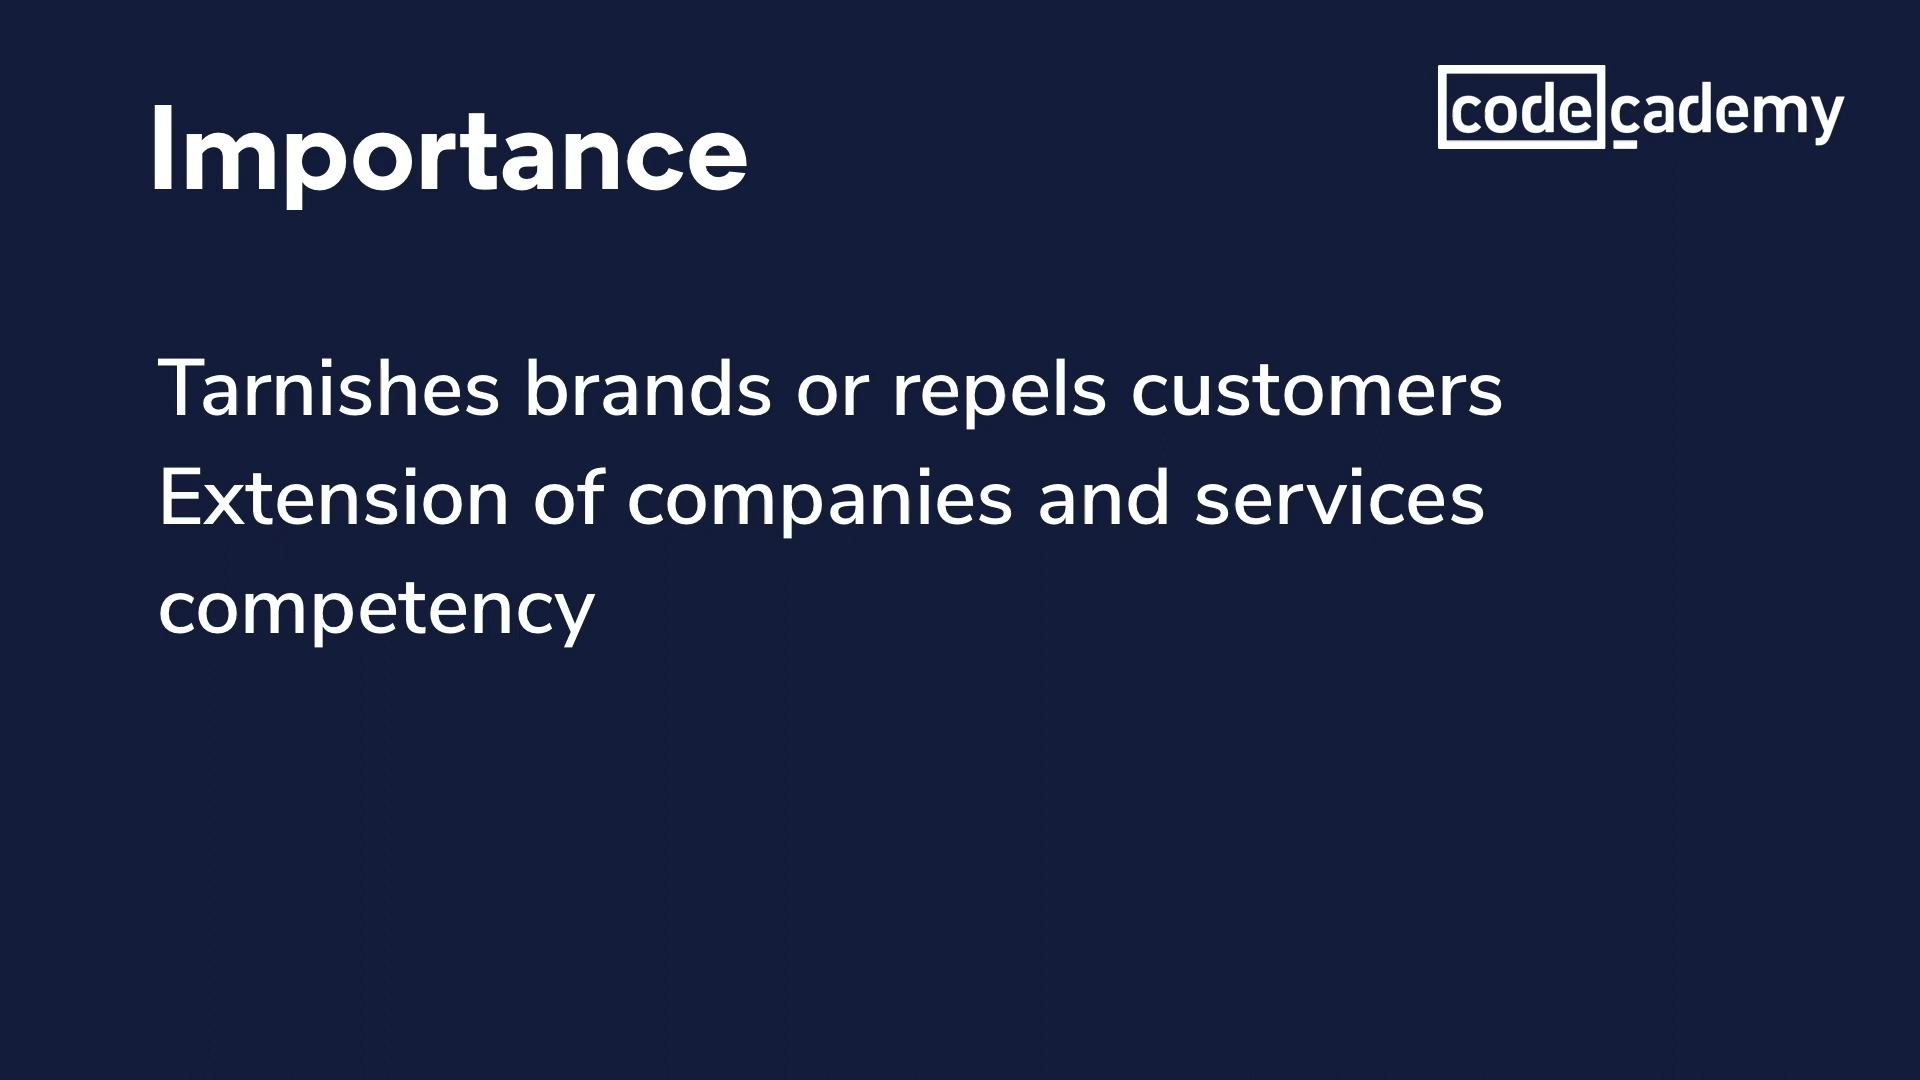 Importance
codecademy
Tarnishes brands or repels customers
Extension of companies and services
competency